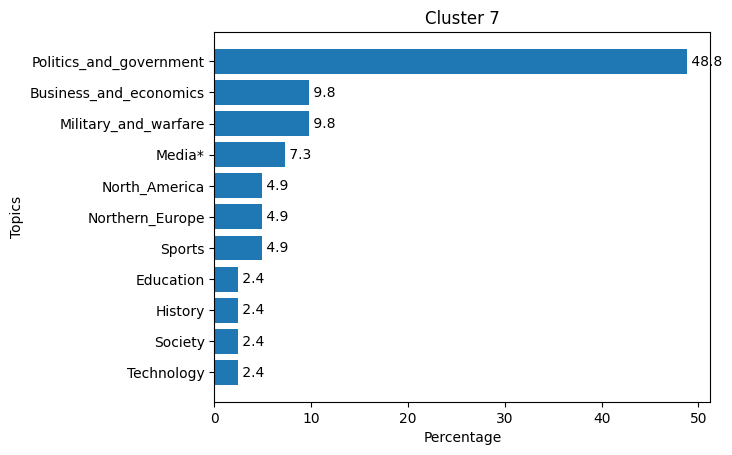 Cluster 7
Topics
Politics_and_government 48.8
Business_and_economics 9.8
Military_and_warfare 9.8
Media* 7.3
North_America 4.9
Northern_Europe 4.9
Sports 4.9
Education 2.4
History 2.4
Society 2.4
Technology 2.4
0 10 20 30 40 50
Percentage